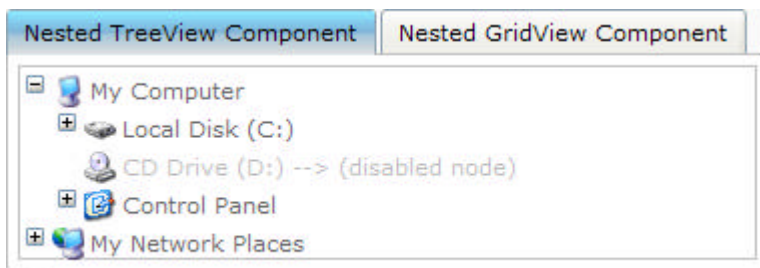 Nested TreeView Component Nested GridView Component
My Computer
Local Disk (C:)
CD Drive (D:) --> (disabled node)
Control Panel
My Network Places